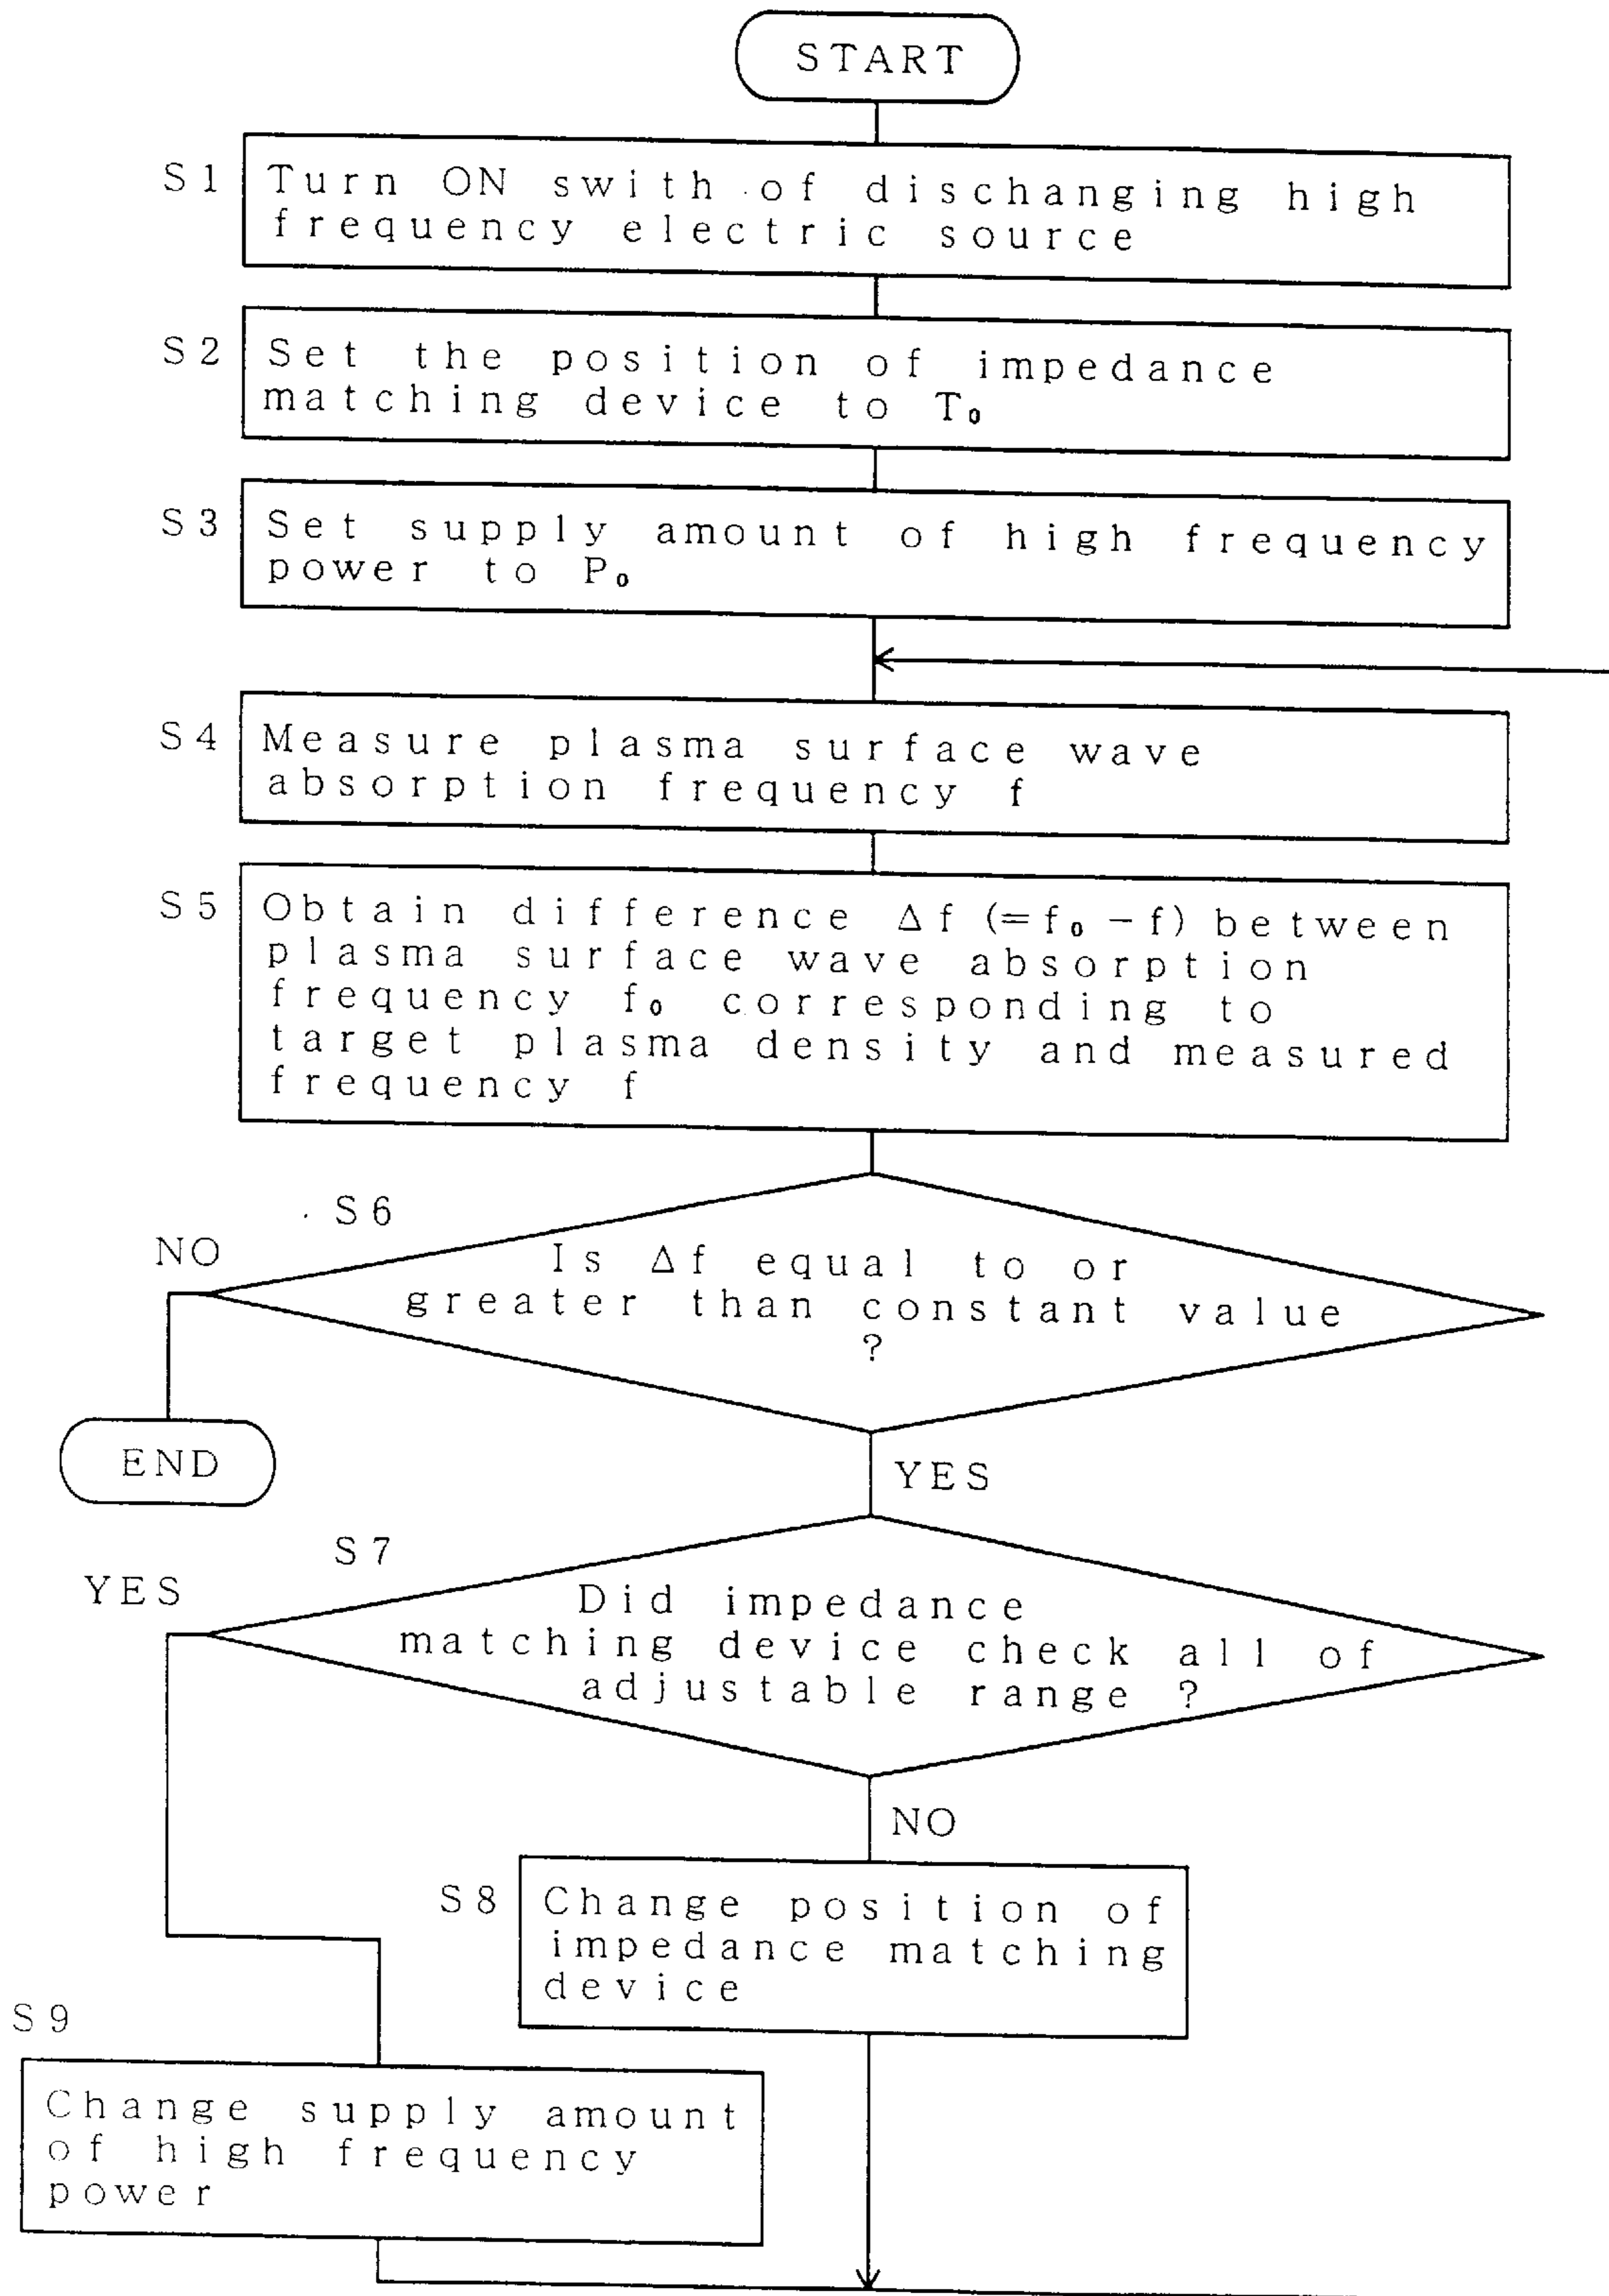 START
S1
Turn ON swith of dischanging high
frequency electric source
S2
Set the position of impedance
matching device to T₀
S3
Set supply amount of high frequency
power to P₀
S4
Measure plasma surface wave
absorption frequency f
S5
Obtain difference Δf (=f₀ −f) between
plasma surface wave absorption
frequency f₀ corresponding to
target plasma density and measured
frequency f
S6
NO
Is Δf equal to or
greater than constant value
?
END
YES
S7
YES
Did impedance
matching device check all of
adjustable range ?
NO
S8
Change position of
impedance matching
device
S9
Change supply amount
of high frequency
power